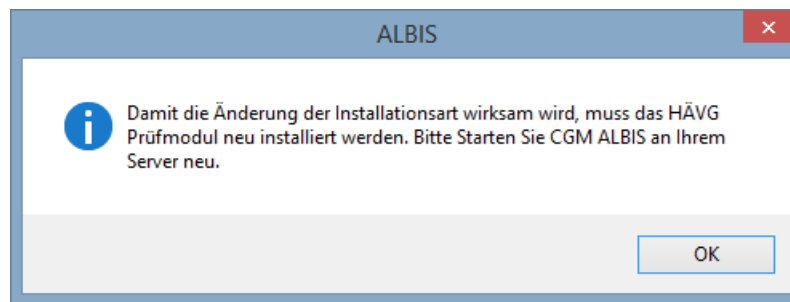 ALBIS
Damit die Änderung der Installationsart wirksam wird, muss das HÄVG
Prüfmodul neu installiert werden. Bitte Starten Sie CGM ALBIS an Ihrem
Server neu.
OK